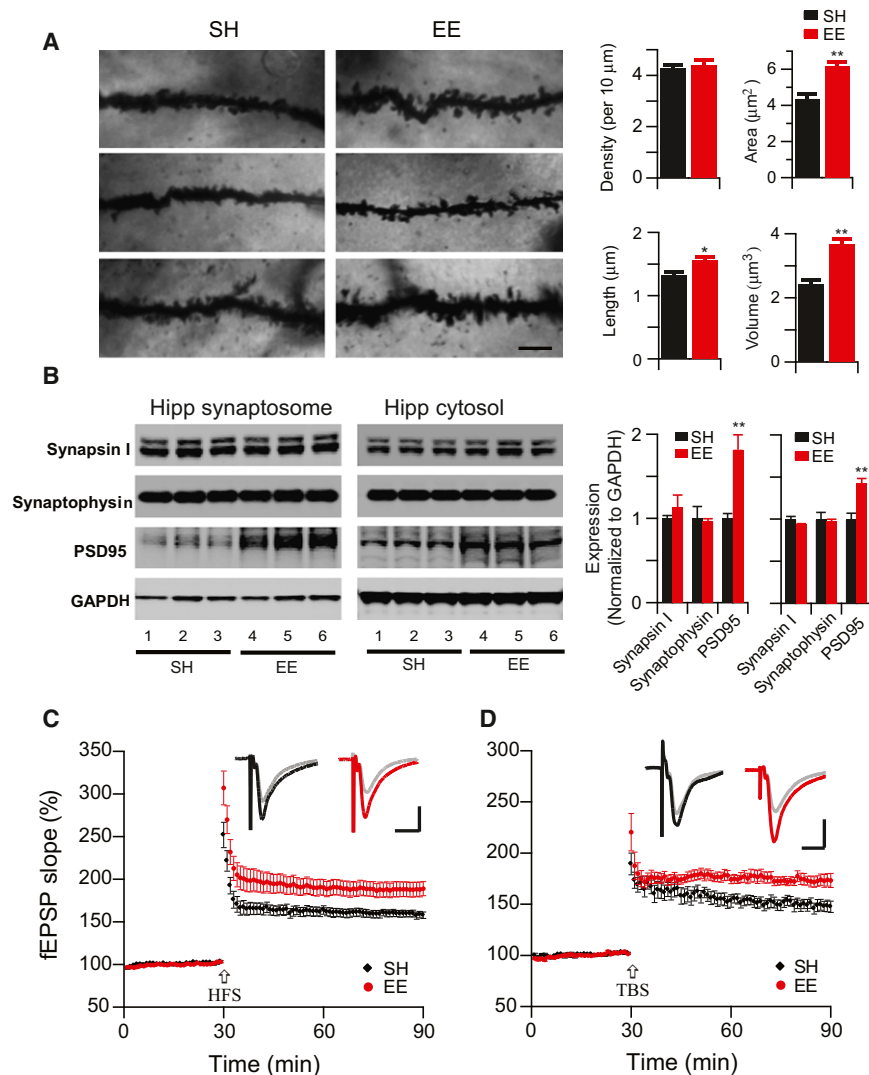 A
SH
EE
SH
EE
Density (per 10 μm)
4
2
0
**
Area (μm²)
6
4
2
0
*
Length (μm)
2
1
0
**
Volume (μm³)
4
2
0
B
Hipp synaptosome
Hipp cytosol
Synapsin I
Synaptophysin
PSD95
GAPDH
1 2 3 4 5 6
SH EE
1 2 3 4 5 6
SH EE
Expression
(Normalized to GAPDH)
2
1
0
SH
EE
**
SH
EE
**
Synapsin I
Synaptophysin
PSD95
Synapsin I
Synaptophysin
PSD95
C
fEPSP slope (%)
350
300
250
200
150
100
50
HFS
SH
EE
0 30 60 90
Time (min)
D
300
250
200
150
100
50
TBS
SH
EE
0 30 60 90
Time (min)